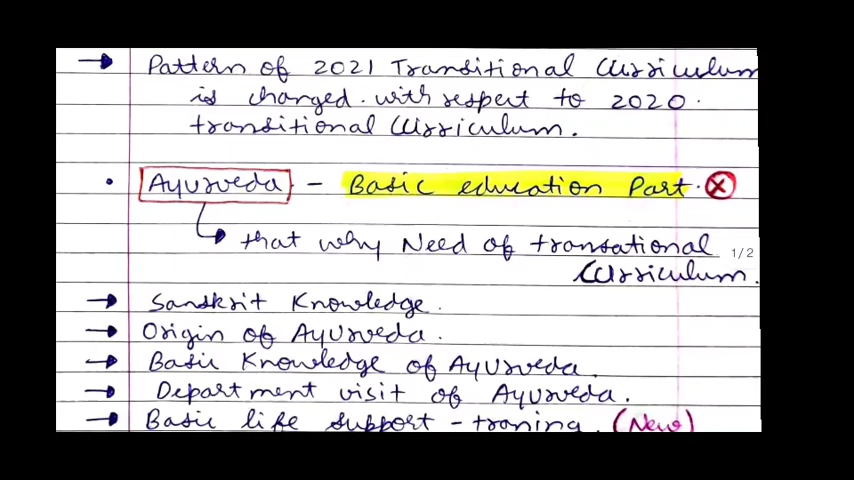 → Pattern of 2021 Transitional Curriculum
is changed. with respect to 2020.
transitional Curriculum.
• Ayurveda – Basic education Part. ⓧ
↳ that why Need of transational
1/2
Curriculum.
→ Sanskrit Knowledge.
→ Origin of Ayurveda.
→ Basic Knowledge of Ayurveda.
→ Department visit of Ayurveda.
→ Basic life support - traning. (New)